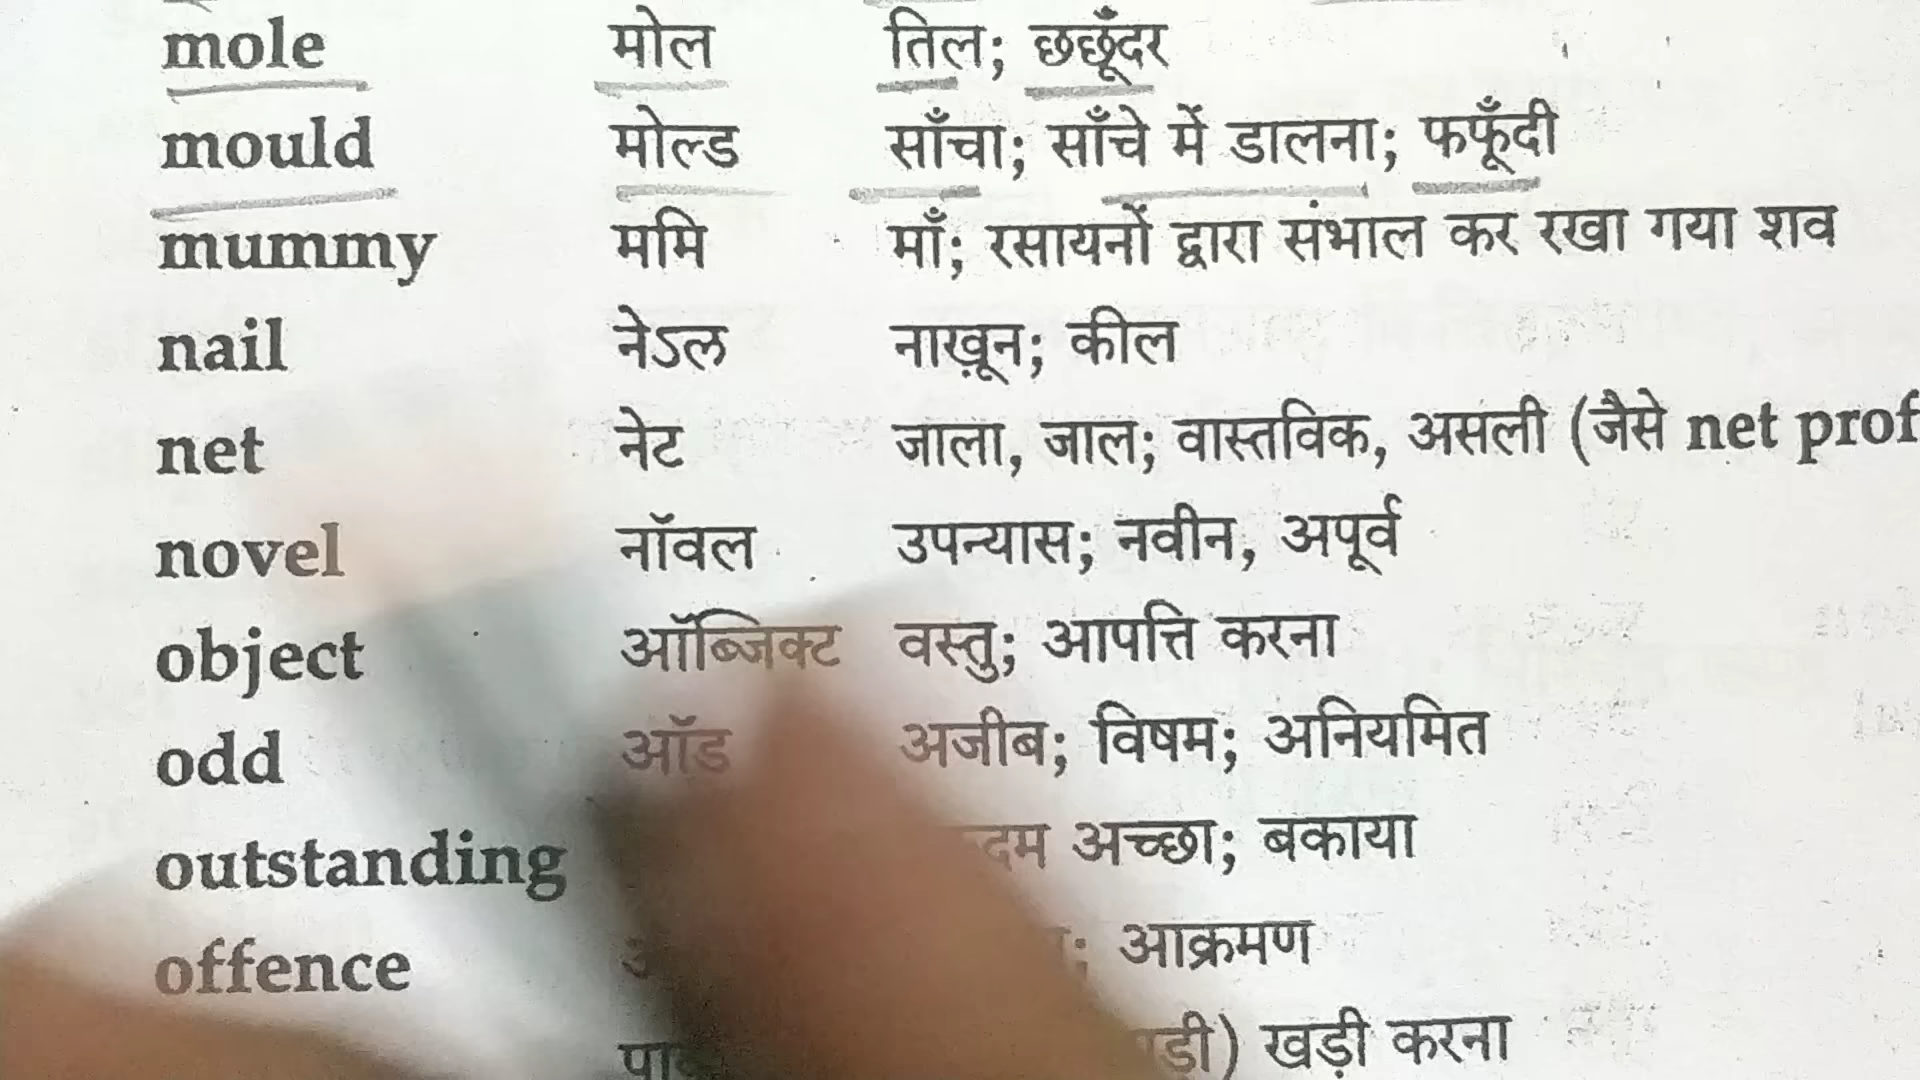 mole मोल तिल; छछूँदर
mould मोल्ड साँचा; साँचे में डालना; फफूँदी
mummy ममि माँ; रसायनों द्वारा संभाल कर रखा गया शव
nail नेऽल नाख़ून; कील
net नेट जाला, जाल; वास्तविक, असली (जैसे net prof
novel नॉवल उपन्यास; नवीन, अपूर्व
object ऑब्जिक्ट वस्तु; आपत्ति करना
odd ऑड अजीब; विषम; अनियमित
outstanding अच्छा; बकाया
offence आक्रमण
खड़ी करना